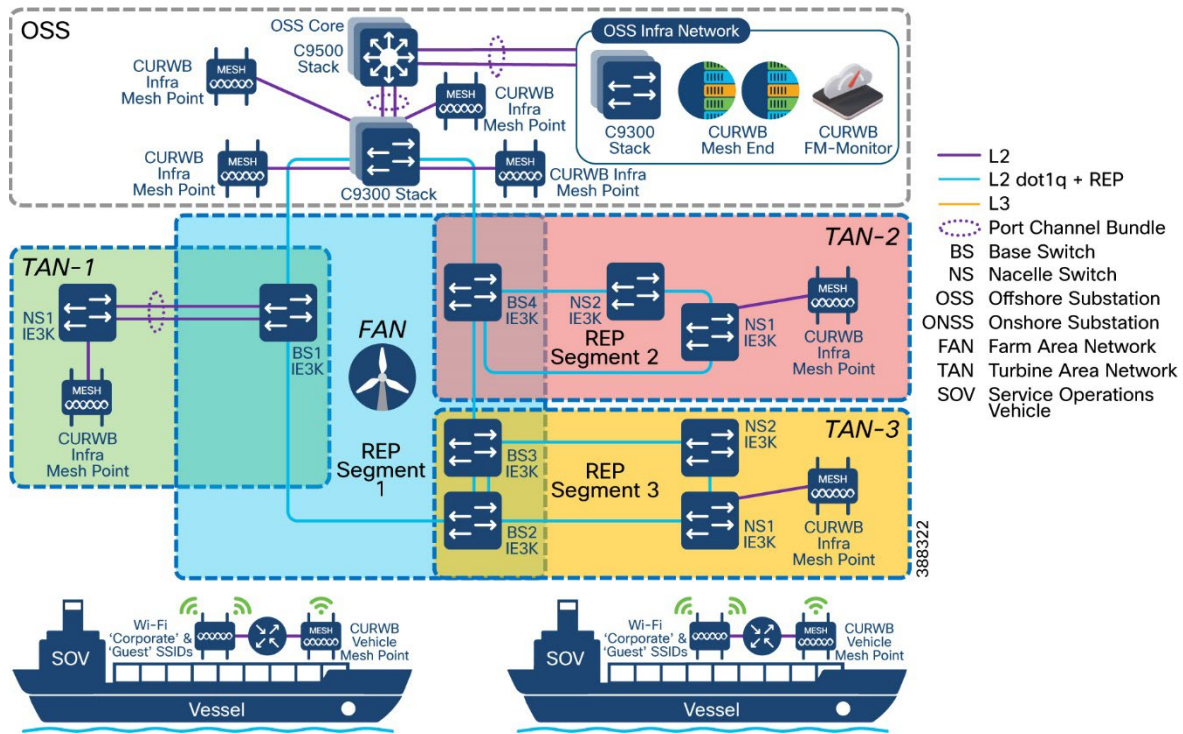 OSS
OSS Core
C9500
Stack
OSS Infra Network
C9300
Stack
CURWB
Mesh End
CURWB
FM-Monitor
CURWB
Infra
Mesh Point
MESH
MESH
CURWB
Infra
Mesh Point
CURWB
Infra
Mesh Point
MESH
C9300 Stack
MESH
CURWB Infra
Mesh Point
L2
L2 dot1q + REP
L3
Port Channel Bundle
BS Base Switch
NS Nacelle Switch
OSS Offshore Substation
ONSS Onshore Substation
FAN Farm Area Network
TAN Turbine Area Network
SOV Service Operations
Vehicle
TAN-1
NS1
IE3K
BS1
IE3K
MESH
CURWB
Infra
Mesh Point
FAN
REP
Segment
1
TAN-2
BS4
IE3K
NS2
IE3K
REP
Segment 2
NS1
IE3K
MESH
CURWB
Infra
Mesh Point
TAN-3
BS3
IE3K
NS2
IE3K
REP
Segment 3
BS2
IE3K
NS1
IE3K
MESH
CURWB
Infra
Mesh Point
388322
SOV
Wi-Fi
'Corporate' &
'Guest' SSIDs
MESH
CURWB
Vehicle
Mesh Point
Vessel
SOV
Wi-Fi
'Corporate' &
'Guest' SSIDs
MESH
CURWB
Vehicle
Mesh Point
Vessel